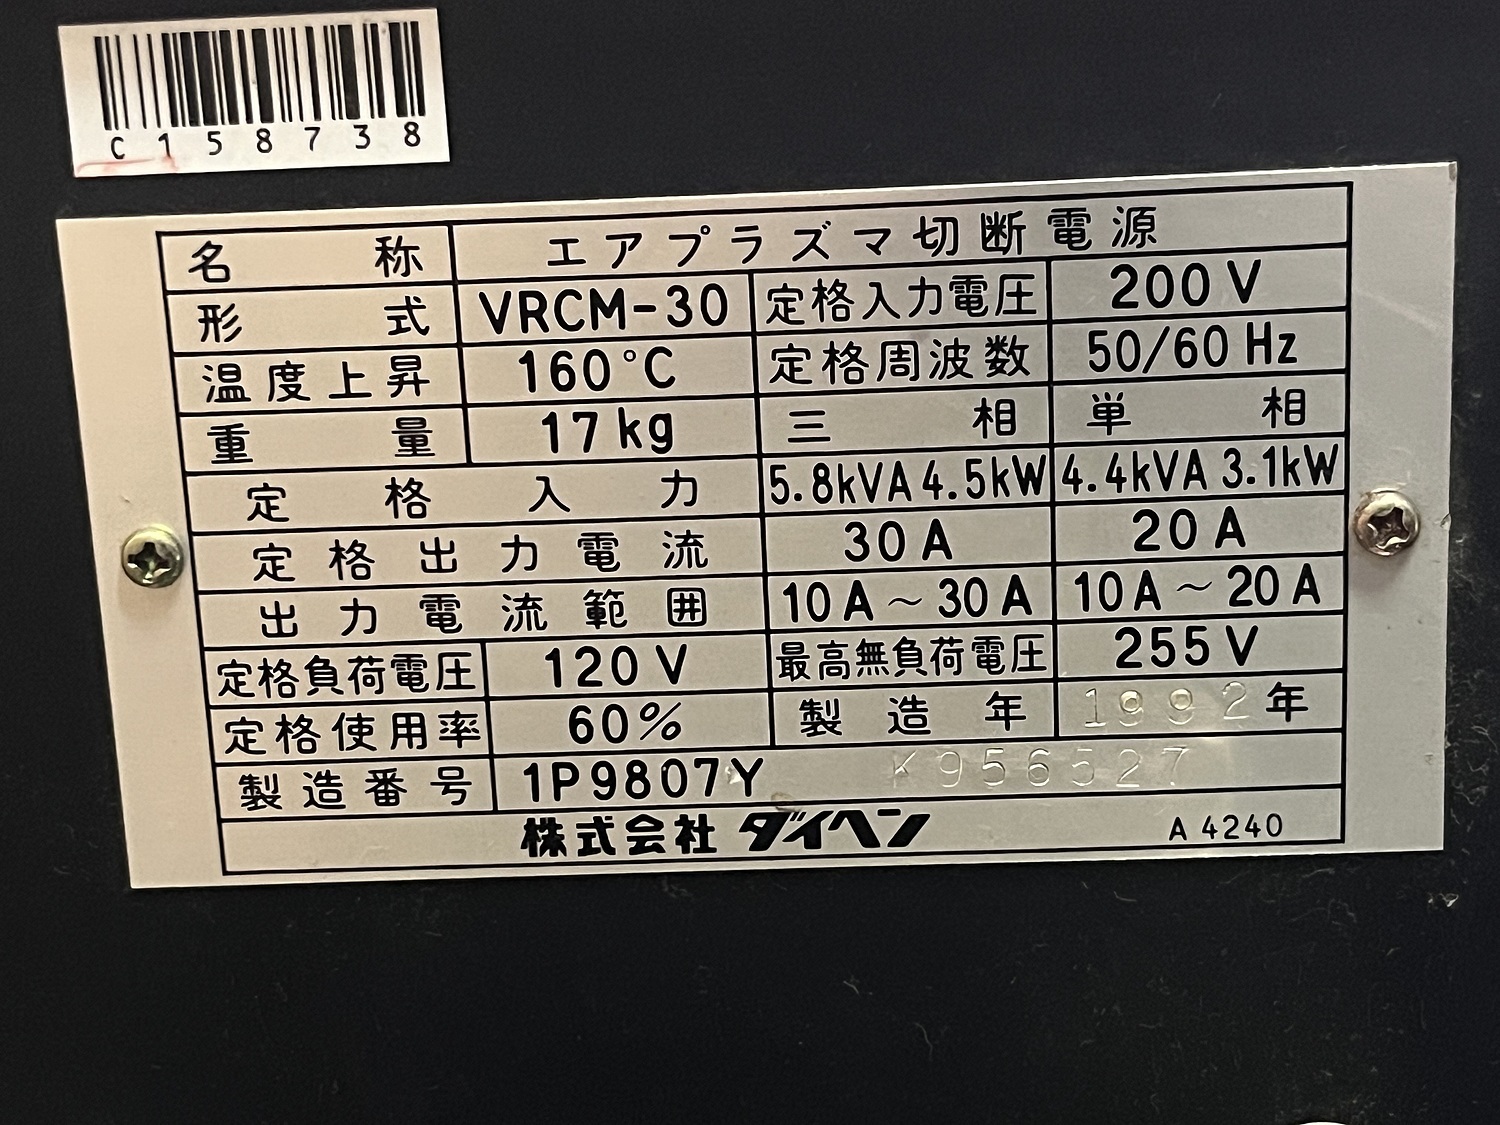 C158738
名称 エアプラズマ切断電源
形式 VRCM-30 定格入力電圧 200V
温度上昇 160°C 定格周波数 50/60Hz
重量 17kg 三相 単相
定格入力 5.8kVA 4.5kW 4.4kVA 3.1kW
定格出力電流 30A 20A
出力電流範囲 10A～30A 10A～20A
定格負荷電圧 120V 最高無負荷電圧 255V
定格使用率 60% 製造年 1992年
製造番号 1P9807Y K956527
株式会社 ダイヘン A4240